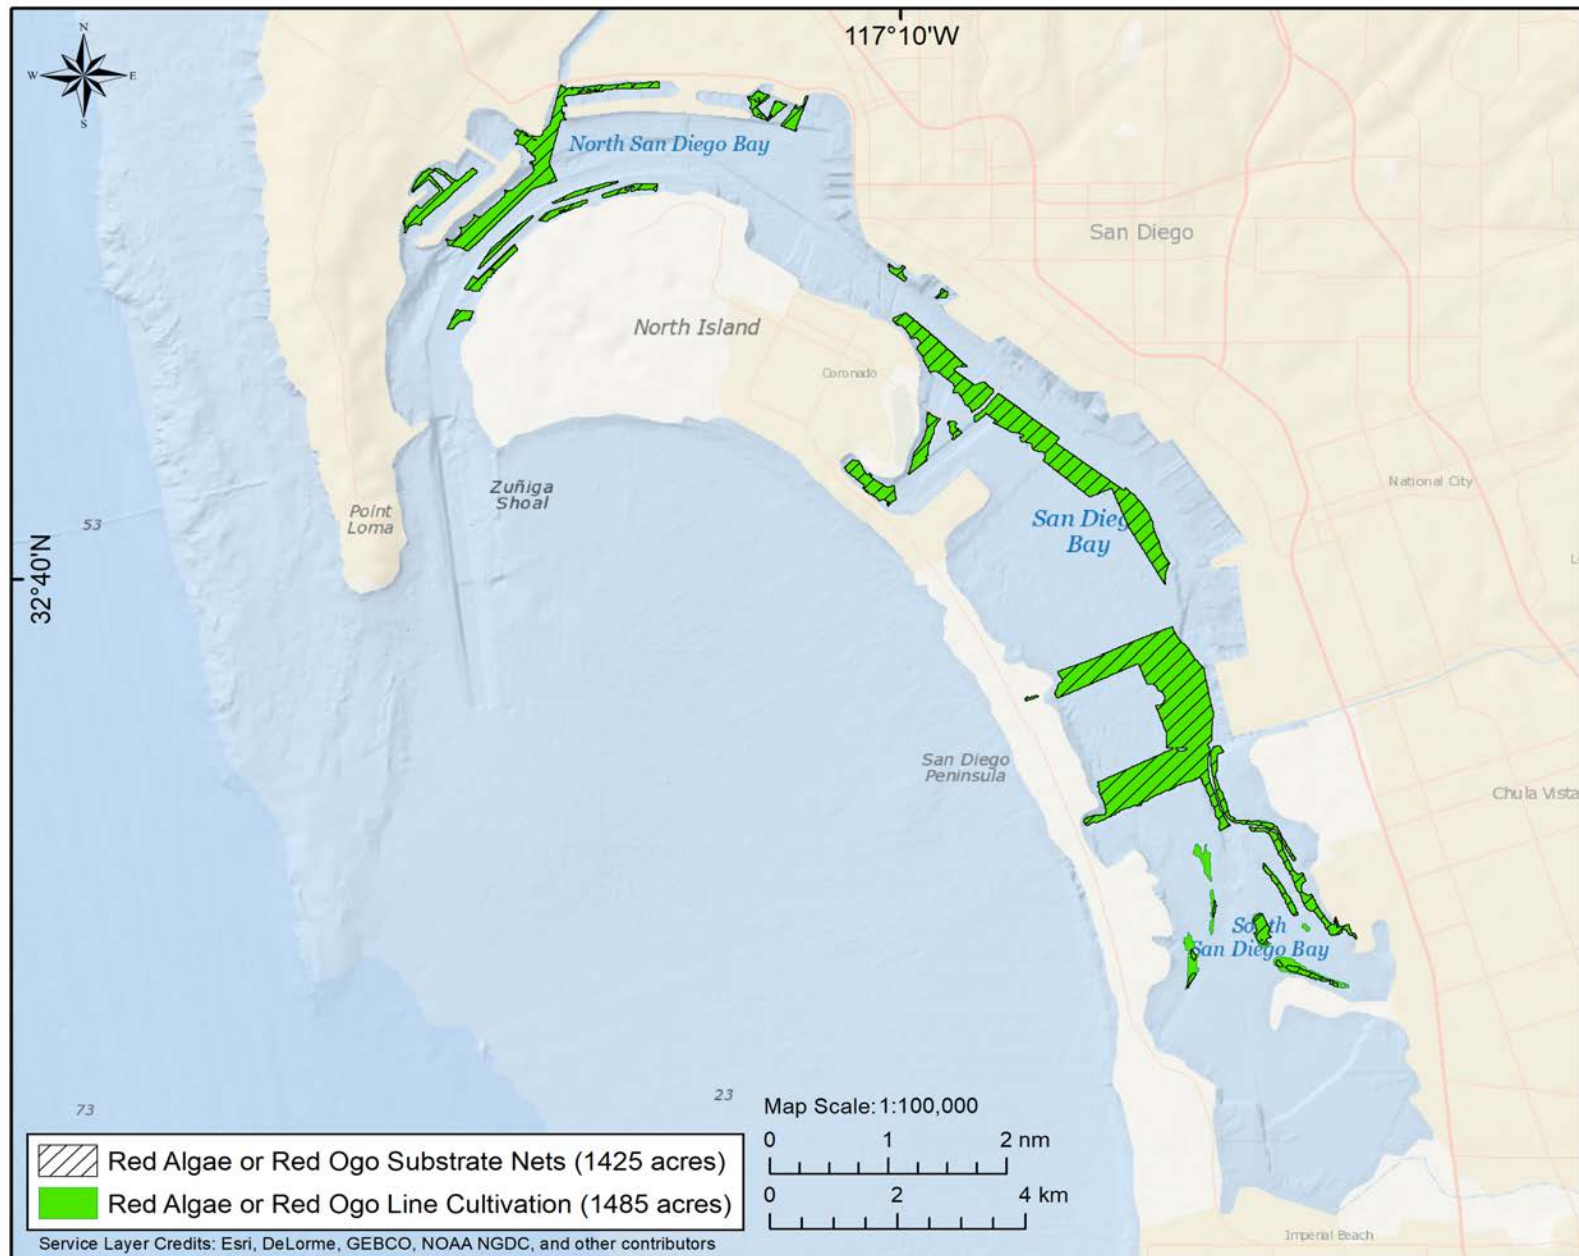 N
W
E
S
117°10'W
North San Diego Bay
San Diego
North Island
Coronado
Zuñiga
Shoal
Point
Loma
National City
53
San Dieg
Bay
32°40'N
San Diego
Peninsula
Chula Vista
South
San Diego Bay
73
23
Map Scale: 1:100,000
0 1 2 nm
0 2 4 km
Red Algae or Red Ogo Substrate Nets (1425 acres)
Red Algae or Red Ogo Line Cultivation (1485 acres)
Service Layer Credits: Esri, DeLorme, GEBCO, NOAA NGDC, and other contributors
Imperial Beach